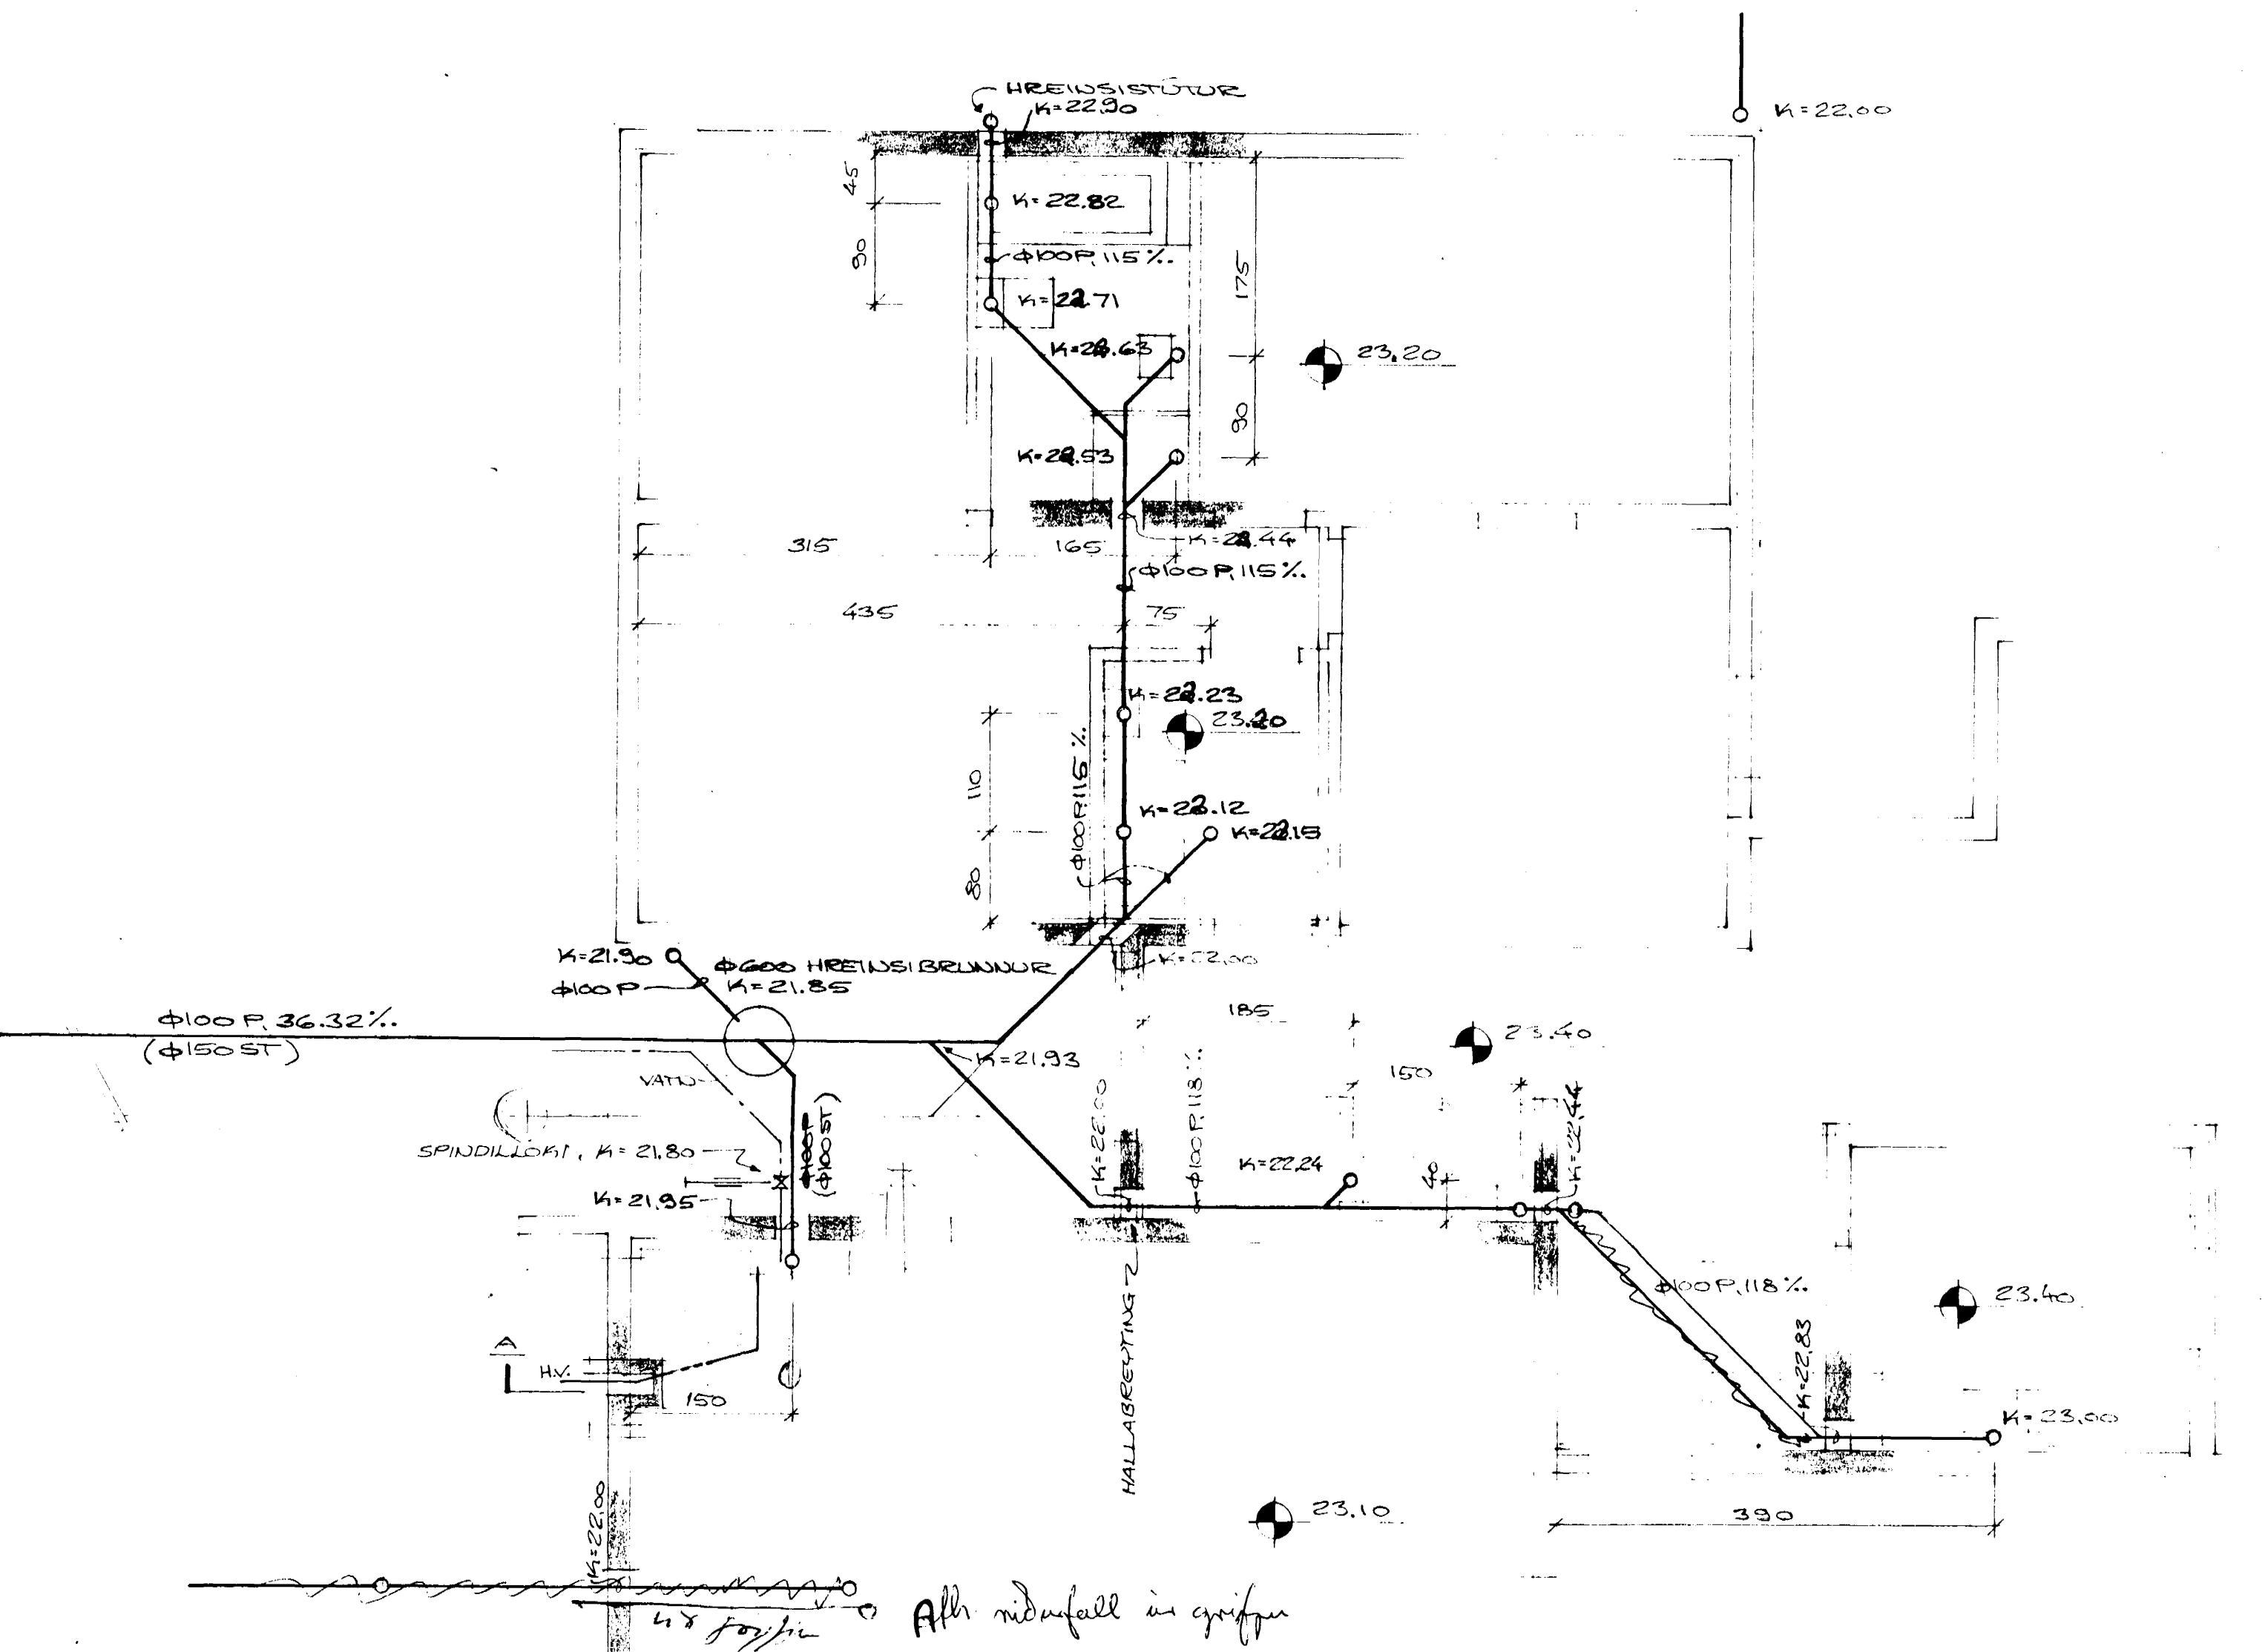 HREINSISTÚTUR
K=22.90
K=22,00
45
K=22.82
90
Φ100P, 115‰
175
K=22.71
K=22.63
23.20
90
K=22.53
315
165
K=22.44
Φ100P, 115‰
435
75
K=22.23
23.20
Φ100P, 115‰
110
K=22.12
K=22.15
80
K=21.90
Φ600 HREINSIBRUNNUR
Φ100P
K=21.85
K=22,00
185
Φ100P, 36.32‰
(Φ150ST)
23.40
K=21.93
VATN
150
K=22.00
Φ100P, 118‰
K=22,44
Φ100P
(Φ100ST)
SPINDILLOKI, K=21.80
K=22.24
40
K=21.95
Φ100P, 118‰
23.40
HALLABREYTING
A
H.V.
150
K=22.83
K=23,00
23.10
390
K=22.00